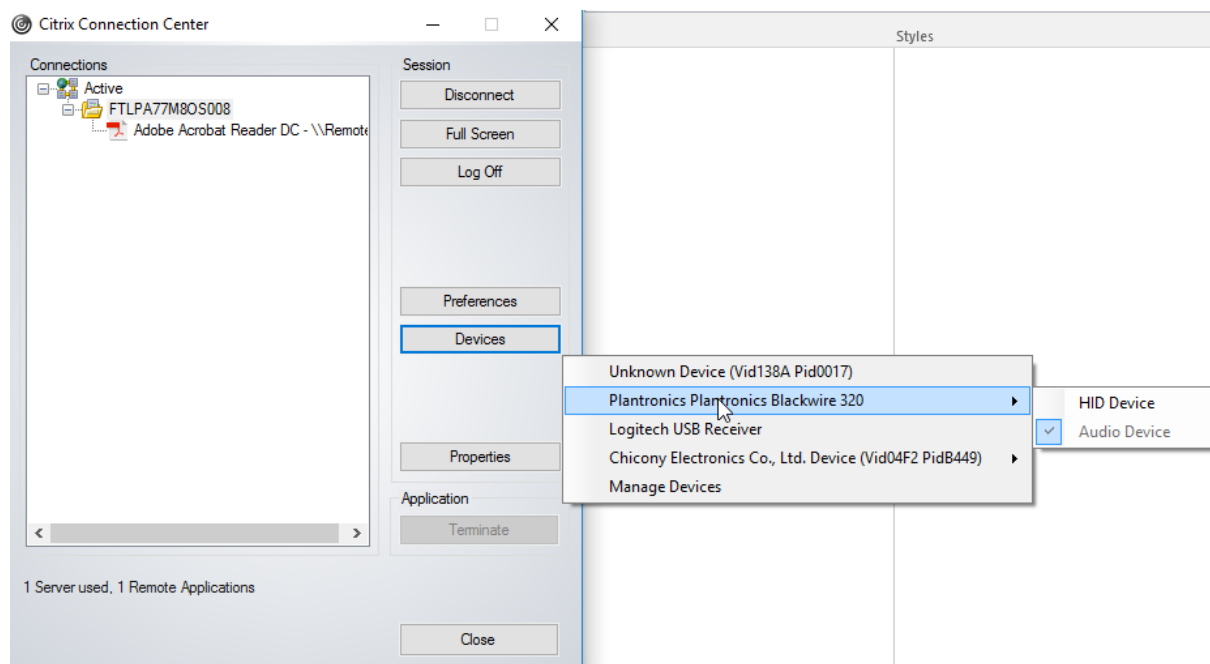 Citrix Connection Center
Styles
Connections
Active
FTLPA77M8OS008
Adobe Acrobat Reader DC - \\Remote
Session
Disconnect
Full Screen
Log Off
Preferences
Devices
Properties
Unknown Device (Vid138A Pid0017)
Plantronics Plantronics Blackwire 320
Logitech USB Receiver
Chicony Electronics Co., Ltd. Device (Vid04F2 PidB449)
Manage Devices
HID Device
Audio Device
Application
Terminate
1 Server used, 1 Remote Applications
Close